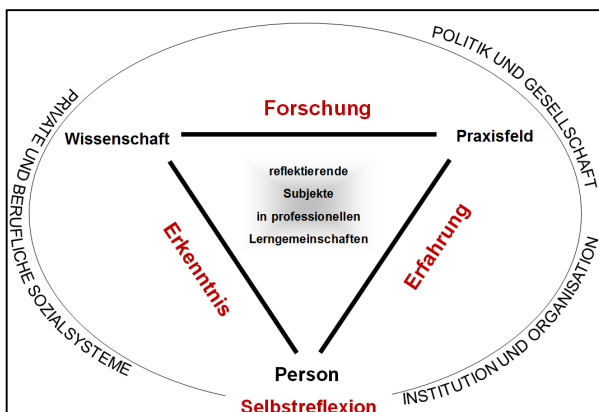 POLITIK UND GESELLSCHAFT
PRIVATE UND BERUFLICHE SOZIALSYSTEME
Forschung
Wissenschaft
Praxisfeld
reflektierende
Subjekte
in professionellen
Lerngemeinschaften
Erkenntnis
Erfahrung
INSTITUTION UND ORGANISATION
Person
Selbstreflexion